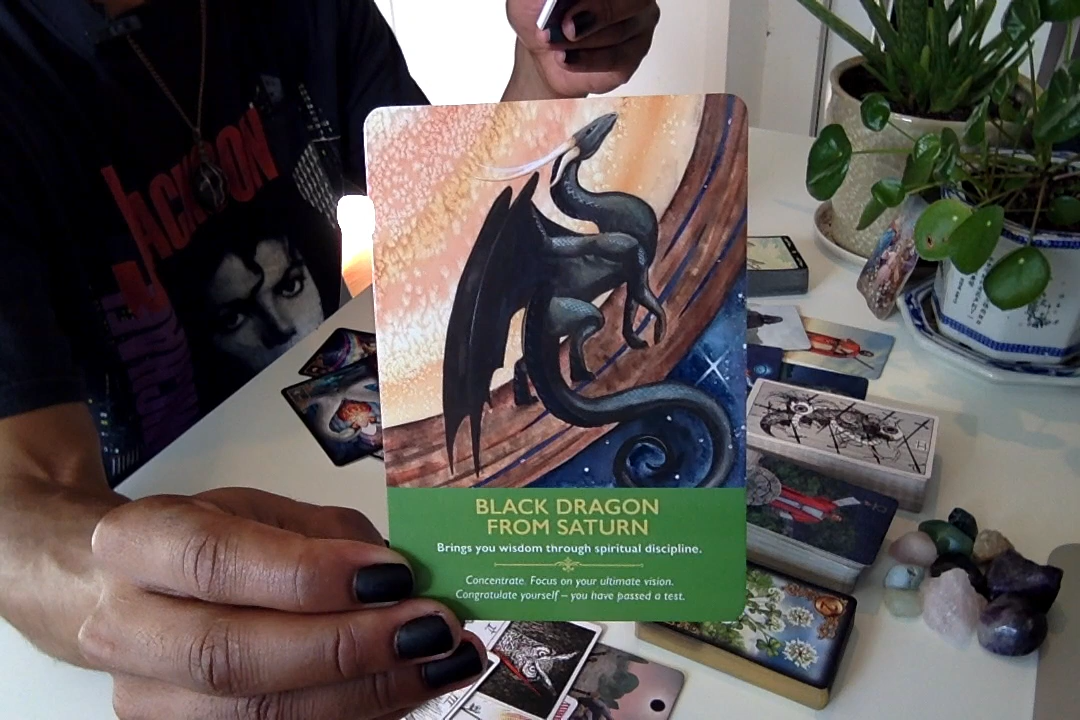 JACKSON
BLACK DRAGON
FROM SATURN
Brings you wisdom through spiritual discipline.
Concentrate. Focus on your ultimate vision.
Congratulate yourself – you have passed a test.